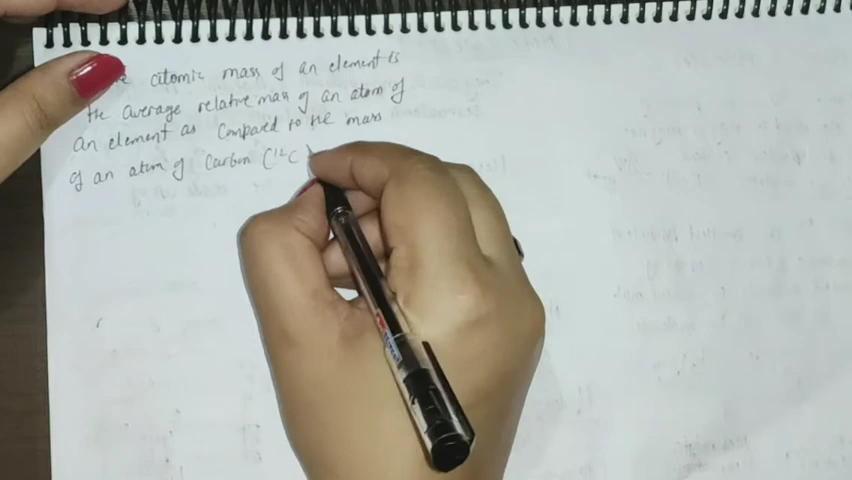 atomic mass of an element is
the average relative mass of an atom of
an element as compared to the mass
of an atom of Carbon (12C)